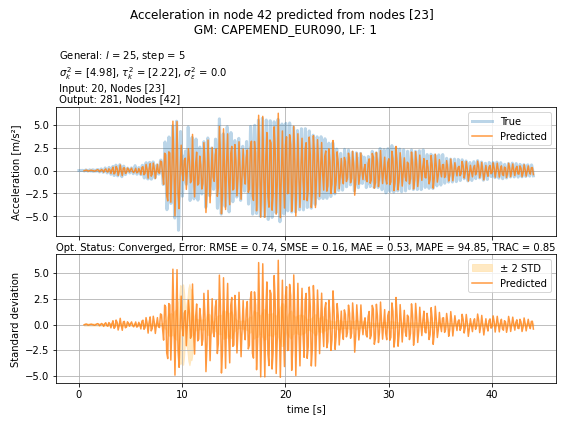 Acceleration in node 42 predicted from nodes [23]
GM: CAPEMEND_EUR090, LF: 1
General: l = 25, step = 5
σ²ₖ = [4.98], τ²ₖ = [2.22], σ²ₑ = 0.0
Input: 20, Nodes [23]
Output: 281, Nodes [42]
Acceleration [m/s²]
5.0
2.5
0.0
−2.5
−5.0
True
Predicted
Opt. Status: Converged, Error: RMSE = 0.74, SMSE = 0.16, MAE = 0.53, MAPE = 94.85, TRAC = 0.85
Standard deviation
5.0
2.5
0.0
−2.5
−5.0
± 2 STD
Predicted
0 10 20 30 40
time [s]